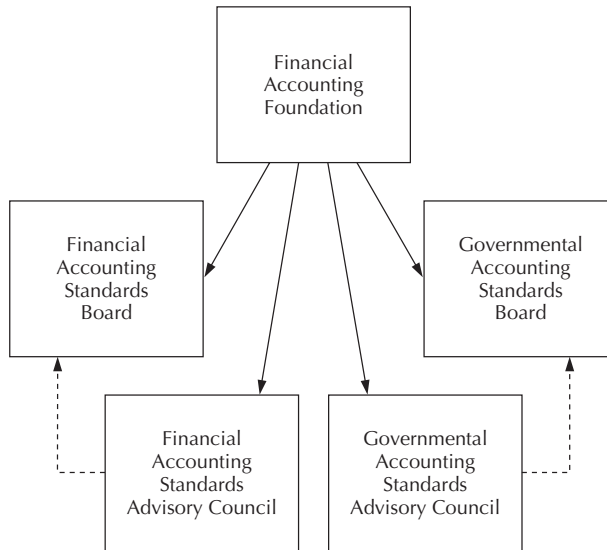 Financial
Accounting
Foundation
Financial
Accounting
Standards
Board
Governmental
Accounting
Standards
Board
Financial
Accounting
Standards
Advisory Council
Governmental
Accounting
Standards
Advisory Council